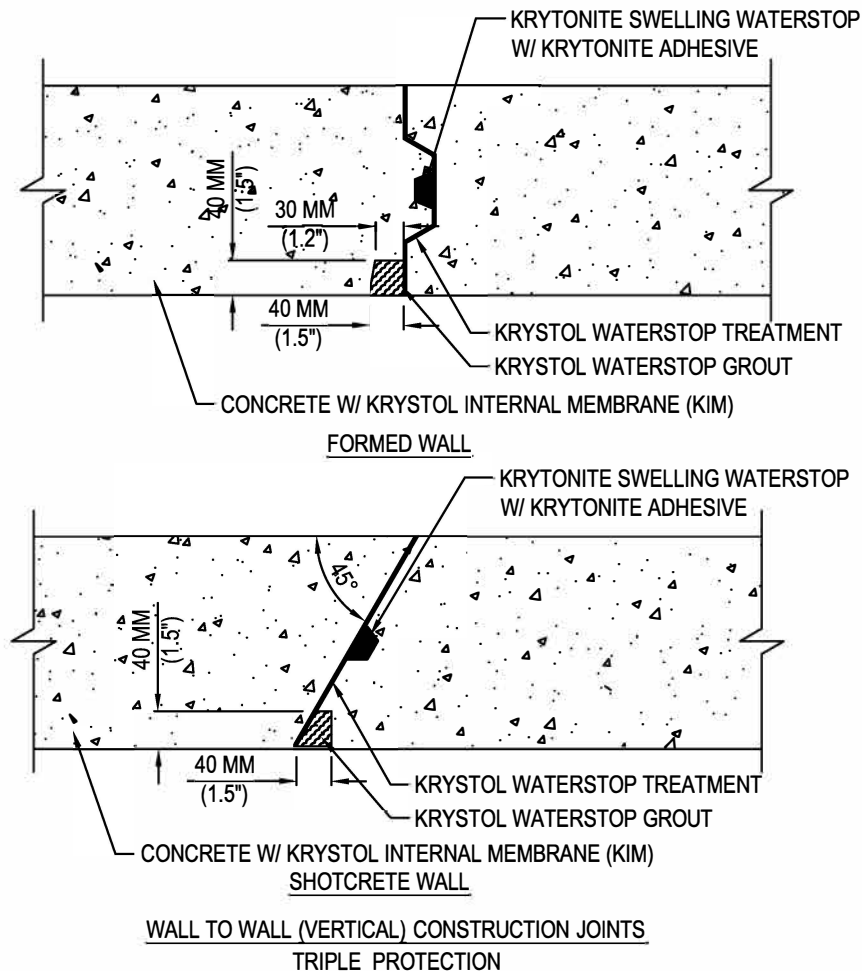 KRYTONITE SWELLING WATERSTOP
W/ KRYTONITE ADHESIVE
40 MM
(1.5")
30 MM
(1.2")
40 MM
(1.5")
KRYSTOL WATERSTOP TREATMENT
KRYSTOL WATERSTOP GROUT
CONCRETE W/ KRYSTOL INTERNAL MEMBRANE (KIM)
FORMED WALL
KRYTONITE SWELLING WATERSTOP
W/ KRYTONITE ADHESIVE
45°
40 MM
(1.5")
40 MM
(1.5")
KRYSTOL WATERSTOP TREATMENT
KRYSTOL WATERSTOP GROUT
CONCRETE W/ KRYSTOL INTERNAL MEMBRANE (KIM)
SHOTCRETE WALL
WALL TO WALL (VERTICAL) CONSTRUCTION JOINTS
TRIPLE PROTECTION